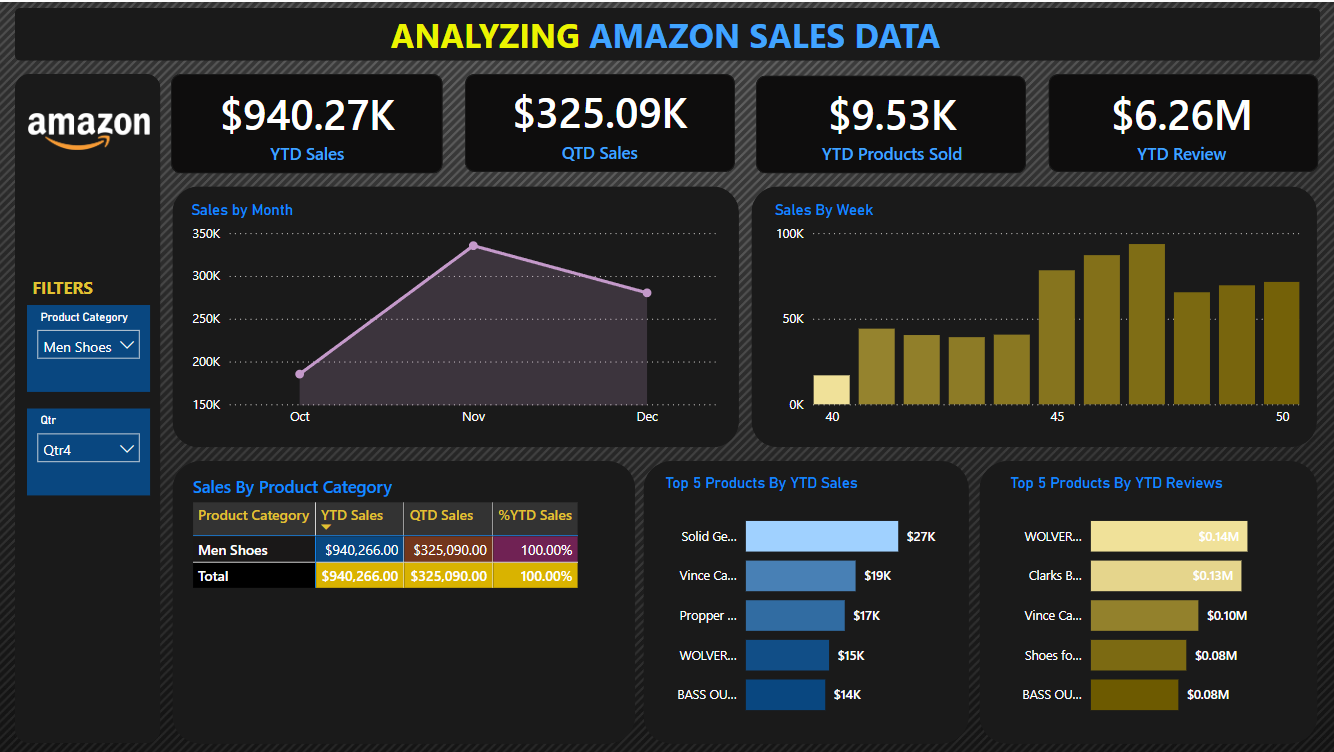 ANALYZING AMAZON SALES DATA
amazon
$940.27K
YTD Sales
$325.09K
QTD Sales
$9.53K
YTD Products Sold
$6.26M
YTD Review
FILTERS
Product Category
Men Shoes
Qtr
Qtr4
Sales by Month
350K
300K
250K
200K
150K
Oct Nov Dec
Sales By Week
100K
50K
0K
40 45 50
Sales By Product Category
Product Category YTD Sales QTD Sales %YTD Sales
Men Shoes $940,266.00 $325,090.00 100.00%
Total $940,266.00 $325,090.00 100.00%
Top 5 Products By YTD Sales
Solid Ge... $27K
Vince Ca... $19K
Propper ... $17K
WOLVER... $15K
BASS OU... $14K
Top 5 Products By YTD Reviews
WOLVER... $0.14M
Clarks B... $0.13M
Vince Ca... $0.10M
Shoes fo... $0.08M
BASS OU... $0.08M